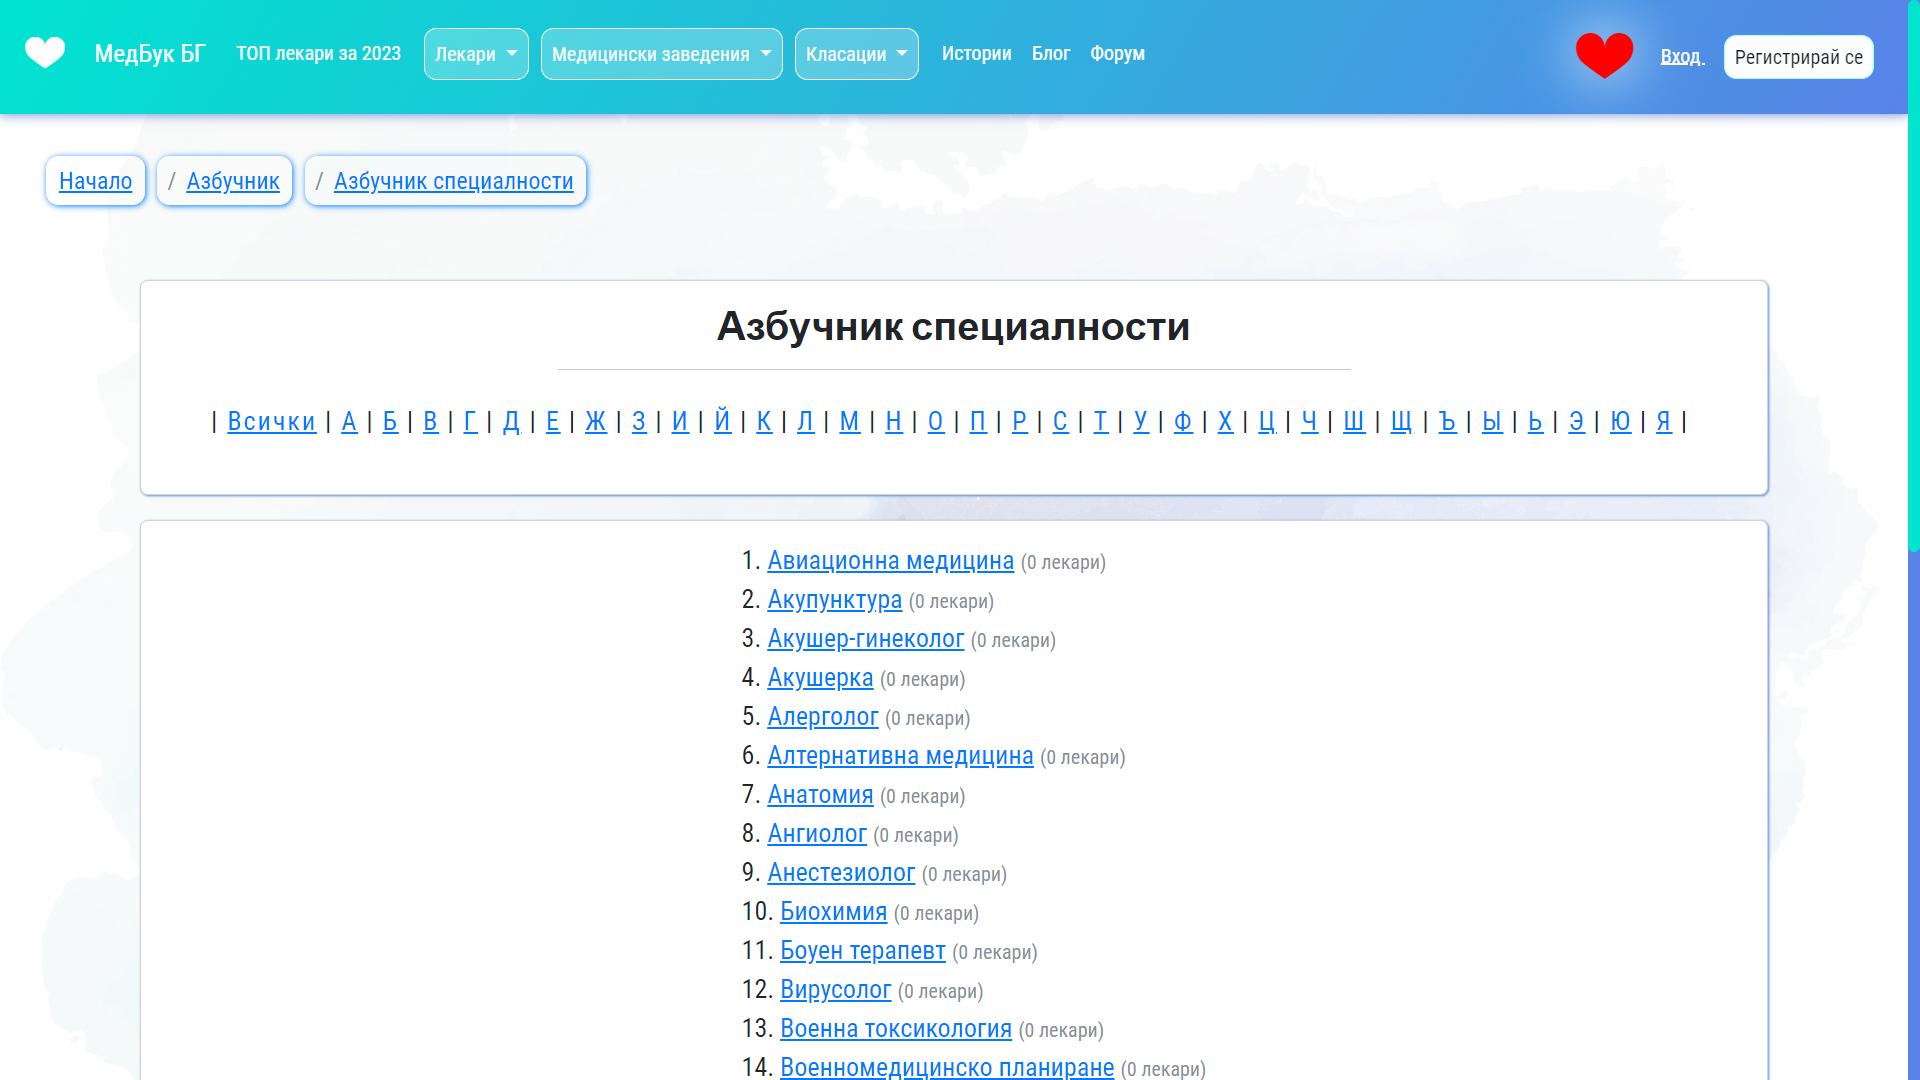 МедБук БГ ТОП лекари за 2023 Лекари Медицински заведения Класации Истории Блог Форум Вход Регистрирай се
Начало / Азбучник / Азбучник специалности
Азбучник специалности
| Всички | А | Б | В | Г | Д | Е | Ж | З | И | Й | К | Л | М | Н | О | П | Р | С | Т | У | Ф | Х | Ц | Ч | Ш | Щ | Ъ | Ы | Ь | Э | Ю | Я |
1. Авиационна медицина (0 лекари)
2. Акупунктура (0 лекари)
3. Акушер-гинеколог (0 лекари)
4. Акушерка (0 лекари)
5. Алерголог (0 лекари)
6. Алтернативна медицина (0 лекари)
7. Анатомия (0 лекари)
8. Ангиолог (0 лекари)
9. Анестезиолог (0 лекари)
10. Биохимия (0 лекари)
11. Боуен терапевт (0 лекари)
12. Вирусолог (0 лекари)
13. Военна токсикология (0 лекари)
14. Военномедицинско планиране (0 лекари)